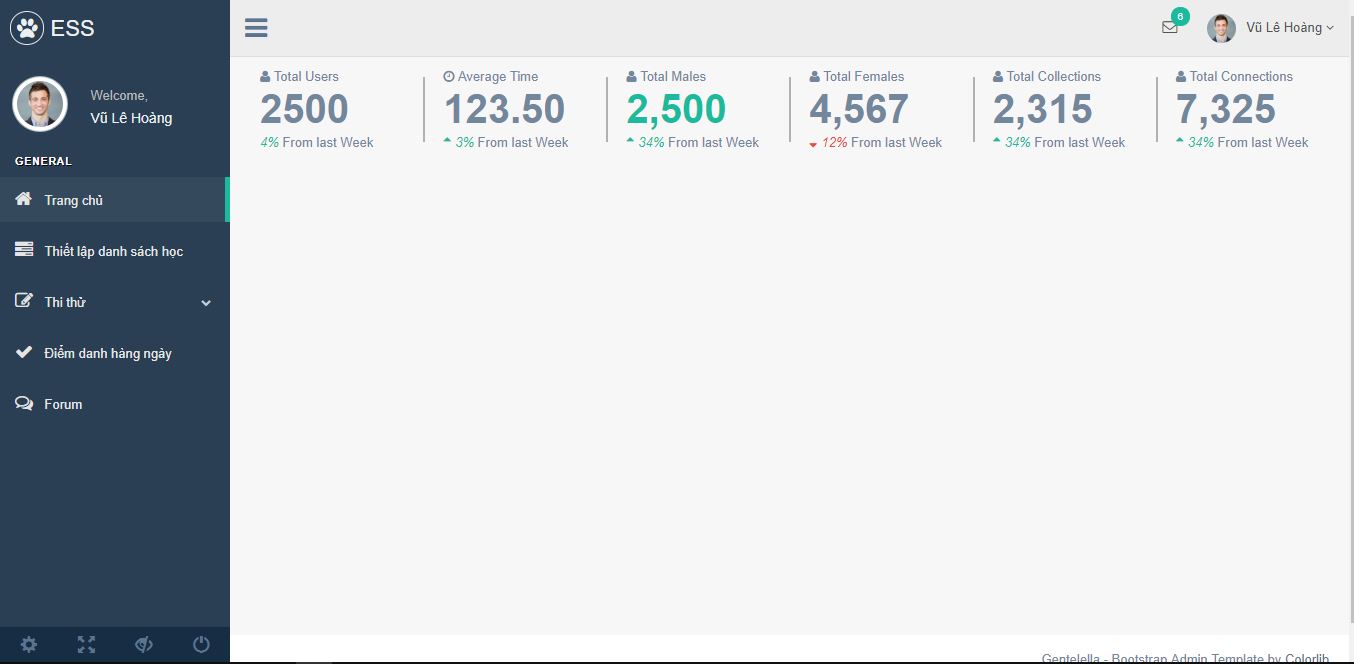 ESS
6
Vũ Lê Hoàng
Welcome,
Vũ Lê Hoàng
GENERAL
Trang chủ
Thiết lập danh sách học
Thi thử
Điểm danh hàng ngày
Forum
Total Users
2500
4% From last Week
Average Time
123.50
3% From last Week
Total Males
2,500
34% From last Week
Total Females
4,567
12% From last Week
Total Collections
2,315
34% From last Week
Total Connections
7,325
34% From last Week
Gentelella - Bootstrap Admin Template by Colorlib